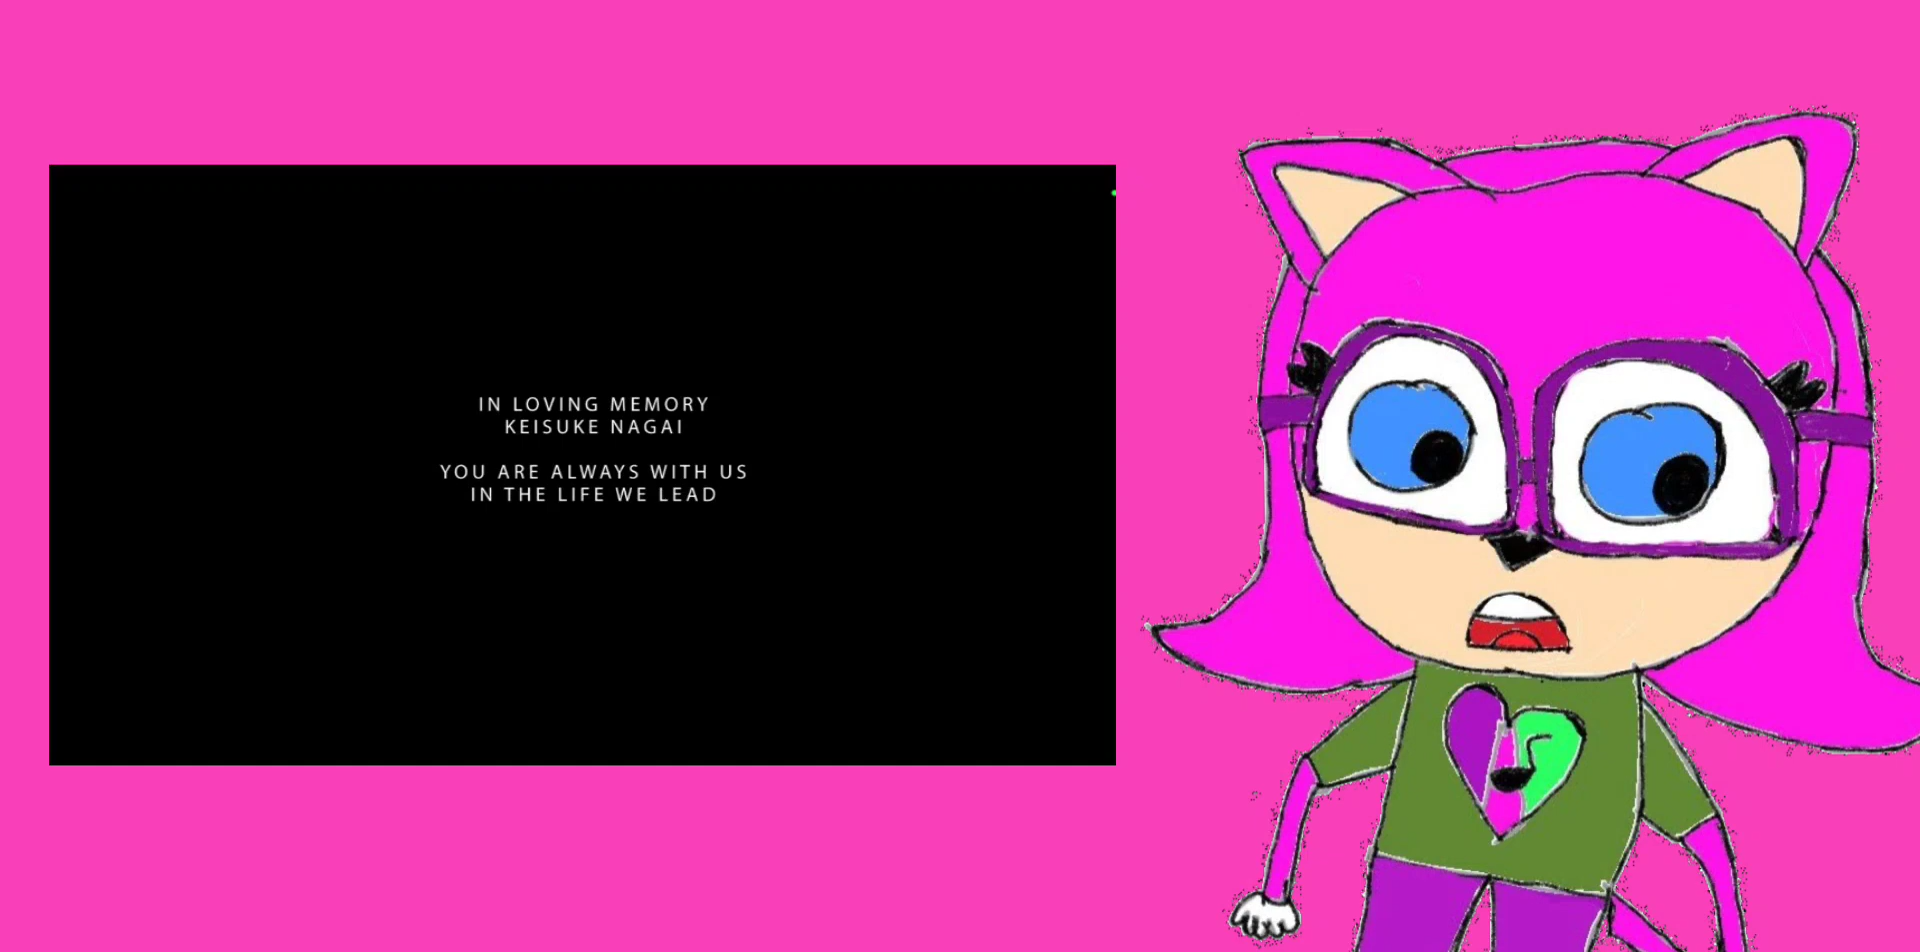 IN LOVING MEMORY
KEISUKE NAGAI
YOU ARE ALWAYS WITH US
IN THE LIFE WE LEAD